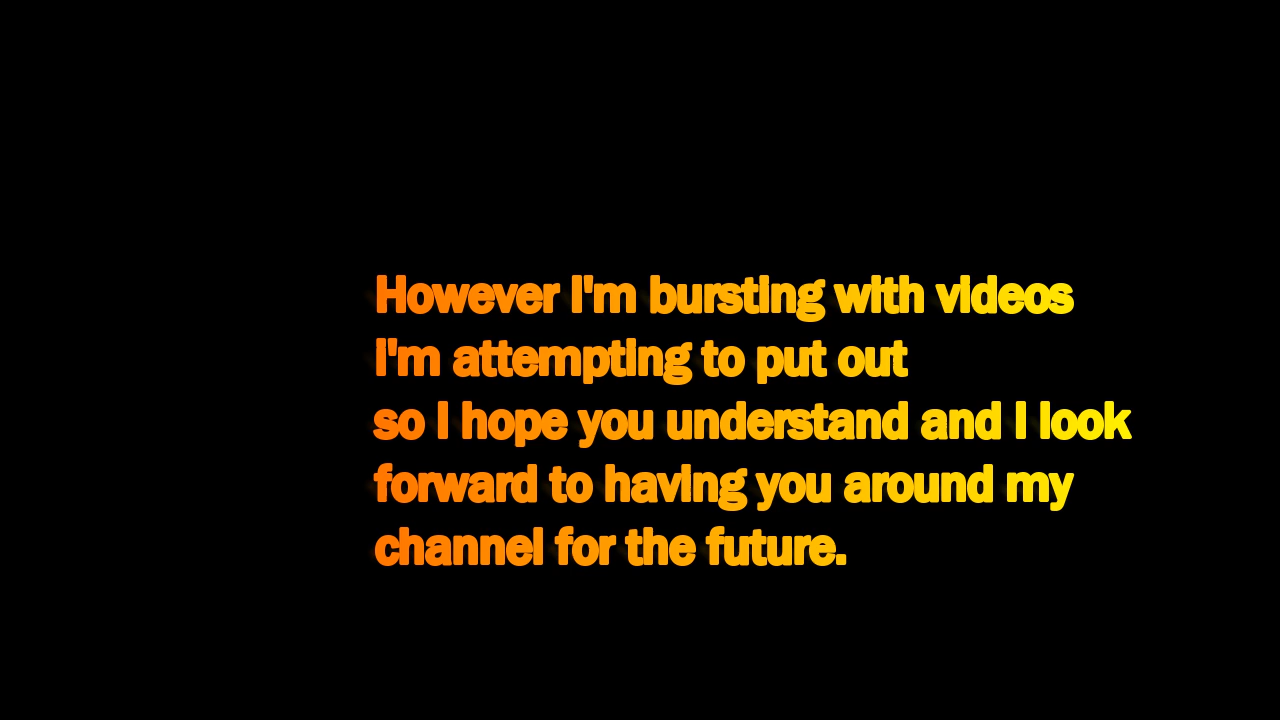 However I'm bursting with videos
I'm attempting to put out
so I hope you understand and I look
forward to having you around my
channel for the future.